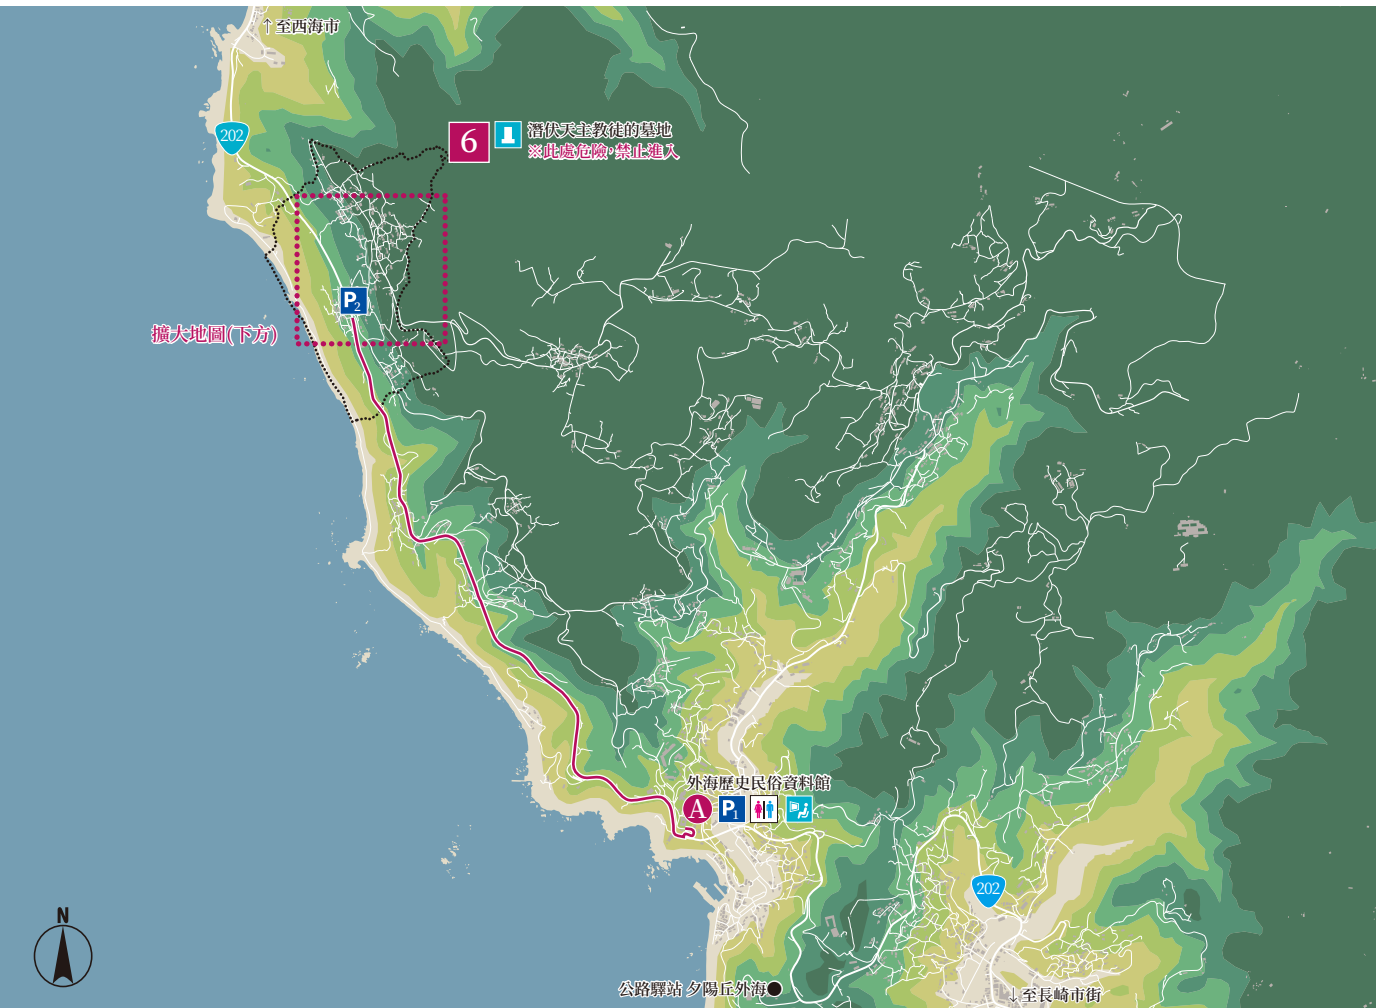 ↑至西海市
202
6
潛伏天主教徒的墓地
※此處危險，禁止進入
P2
擴大地圖(下方)
外海歷史民俗資料館
A
P1
202
N
公路驛站 夕陽丘外海
↓至長崎市街